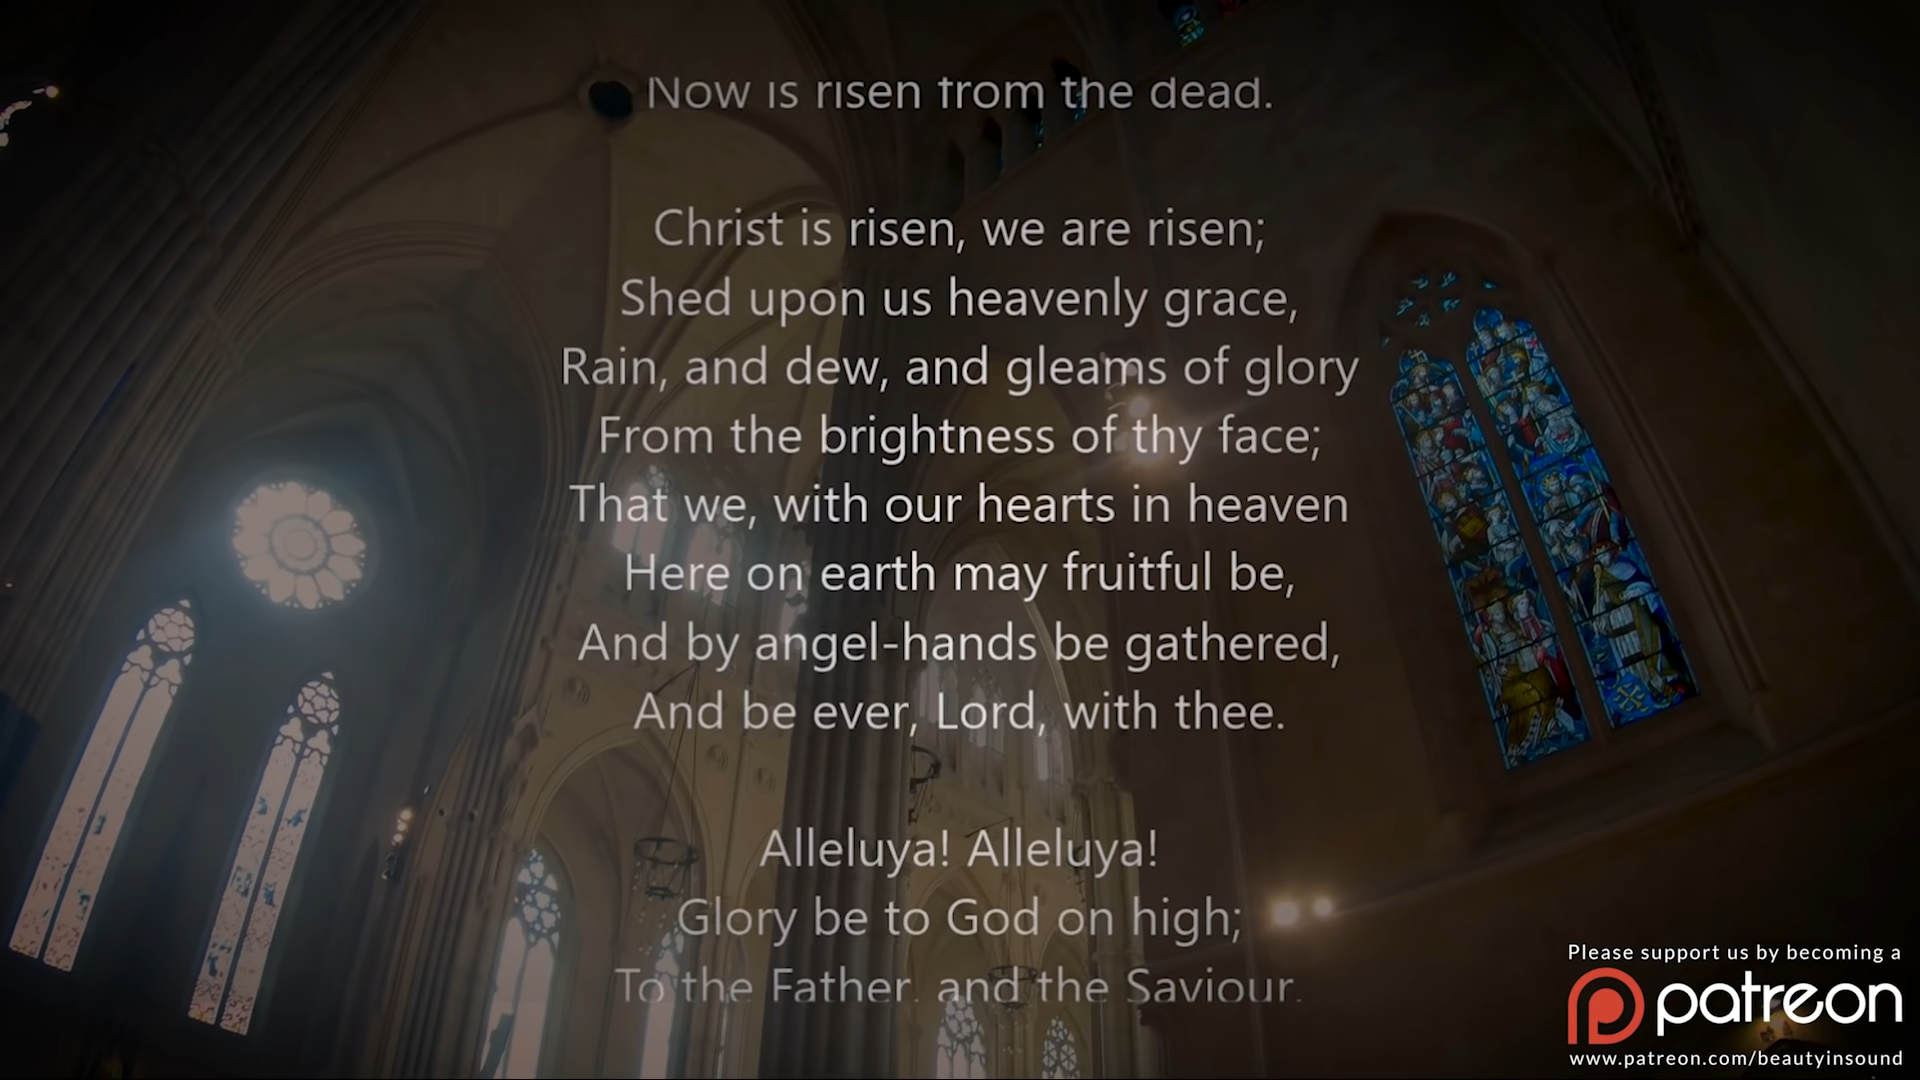 Now is risen from the dead.
Christ is risen, we are risen;
Shed upon us heavenly grace,
Rain, and dew, and gleams of glory
From the brightness of thy face;
That we, with our hearts in heaven
Here on earth may fruitful be,
And by angel-hands be gathered,
And be ever, Lord, with thee.
Alleluya! Alleluya!
Glory be to God on high;
To the Father, and the Saviour,
Please support us by becoming a
patreon
www.patreon.com/beautyinsound